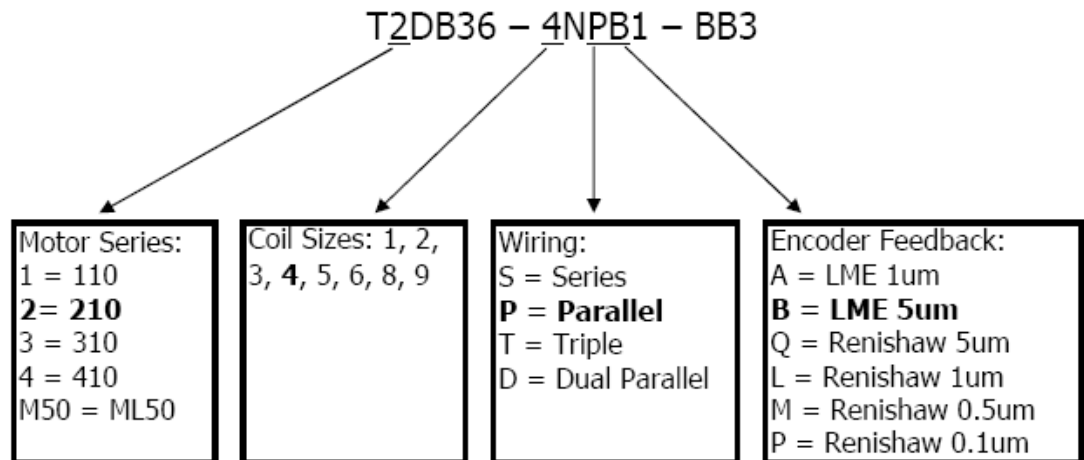 T2DB36 – 4NPB1 – BB3
Motor Series:
1 = 110
2= 210
3 = 310
4 = 410
M50 = ML50
Coil Sizes: 1, 2,
3, 4, 5, 6, 8, 9
Wiring:
S = Series
P = Parallel
T = Triple
D = Dual Parallel
Encoder Feedback:
A = LME 1um
B = LME 5um
Q = Renishaw 5um
L = Renishaw 1um
M = Renishaw 0.5um
P = Renishaw 0.1um